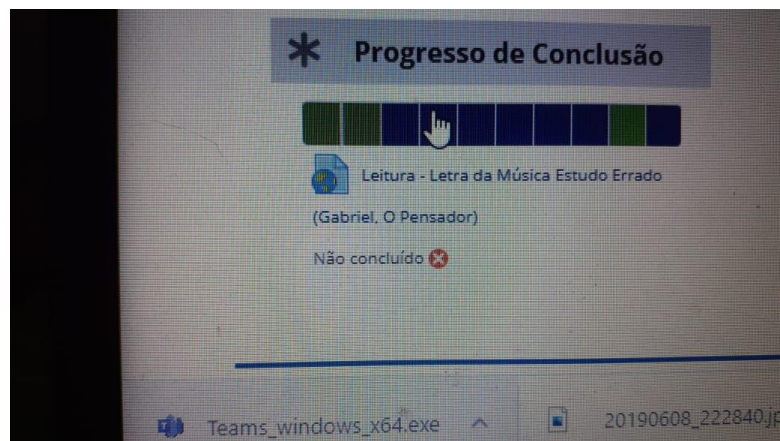 Progresso de Conclusão
Leitura - Letra da Música Estudo Errado
(Gabriel, O Pensador)
Não concluído
Teams_windows_x64.exe
20190608_222840.jp